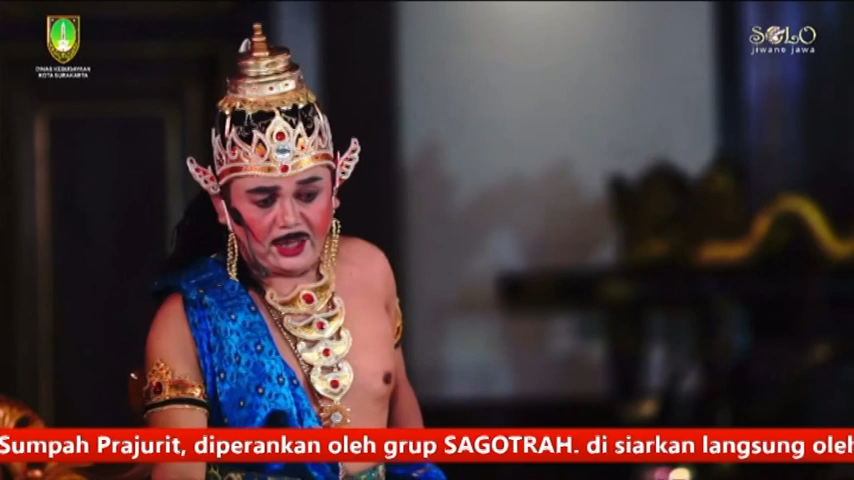 DINAS KEBUDAYAAN
KOTA SURAKARTA
SOLO
jiwane jawa
Sumpah Prajurit, diperankan oleh grup SAGOTRAH. di siarkan langsung oleh